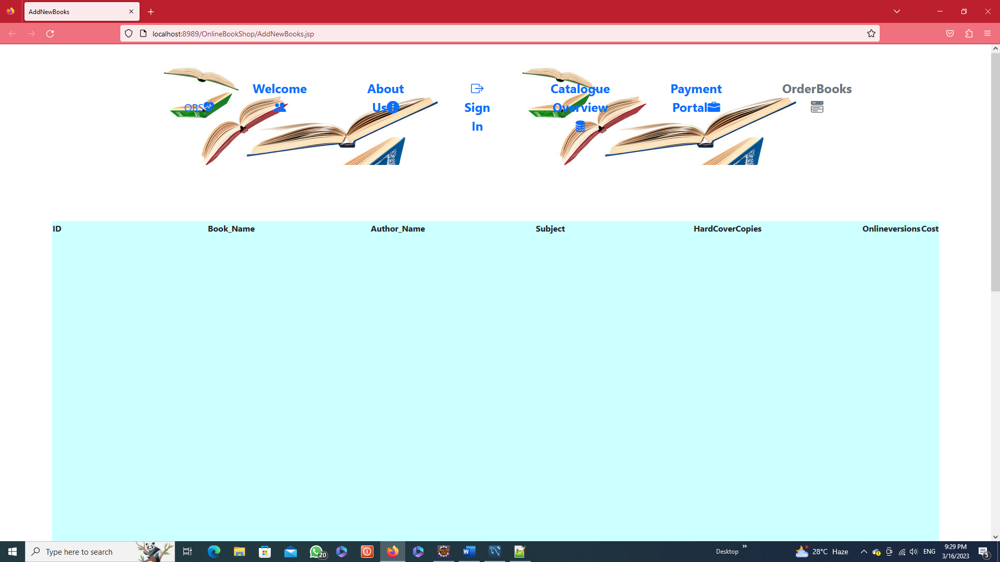 AddNewBooks
localhost:8989/OnlineBookShop/AddNewBooks.jsp
OBS
Welcome
About
Us
Sign
In
Catalogue
Overview
Payment
Portal
OrderBooks
ID Book_Name Author_Name Subject HardCoverCopies Onlineversions Cost
Type here to search
20
W
Desktop
28°C Haze
ENG
9:29 PM
3/16/2023
5